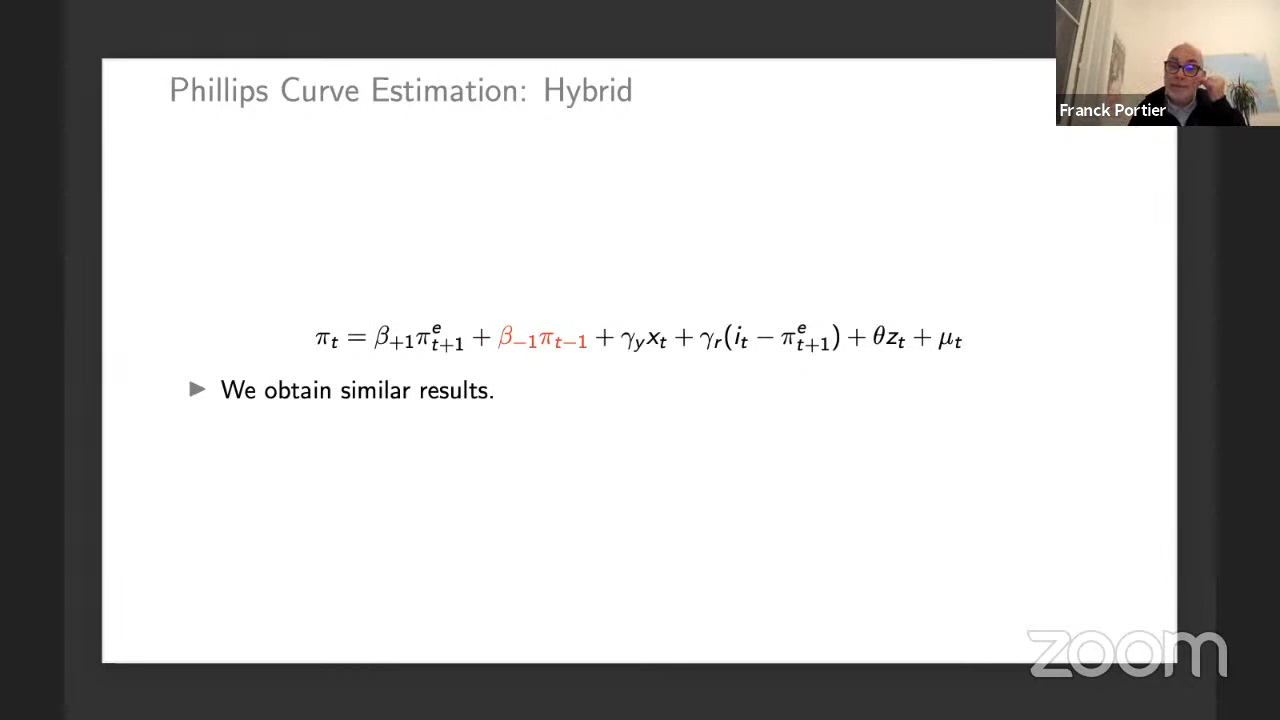 Phillips Curve Estimation: Hybrid
Franck Portier
π_t = β_{+1}π^e_{t+1} + β_{−1}π_{t−1} + γ_y x_t + γ_r(i_t − π^e_{t+1}) + θz_t + μ_t
▶ We obtain similar results.
zoom